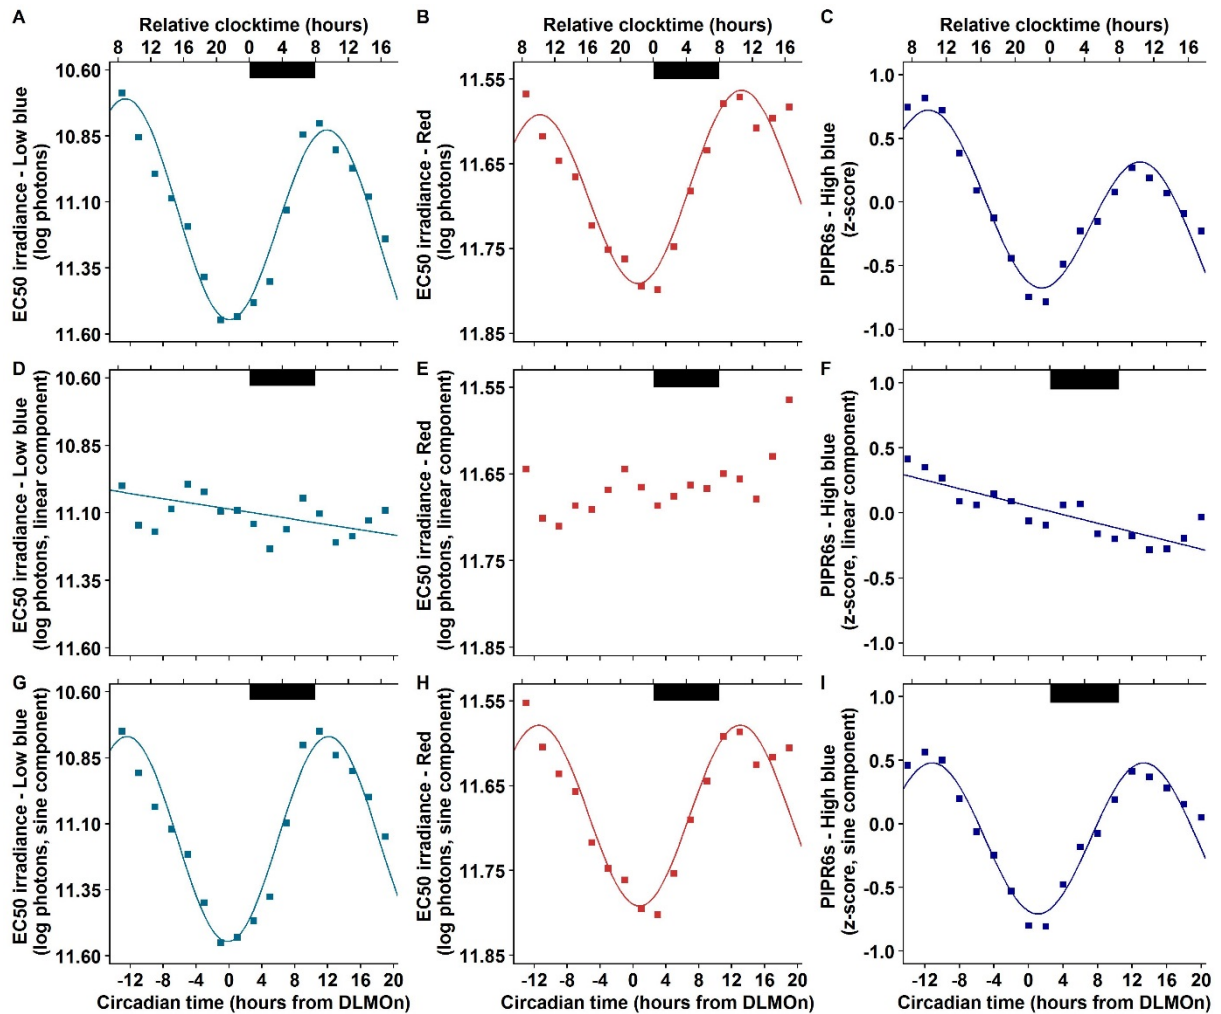 A
Relative clocktime (hours)
8 12 16 20 0 4 8 12 16
10.60
10.85
11.10
11.35
11.60
EC50 irradiance - Low blue
(log photons)
B
Relative clocktime (hours)
8 12 16 20 0 4 8 12 16
11.55
11.65
11.75
11.85
EC50 irradiance - Red
(log photons)
C
Relative clocktime (hours)
8 12 16 20 0 4 8 12 16
1.0
0.5
0.0
-0.5
-1.0
PIPR6s - High blue
(z-score)
D
10.60
10.85
11.10
11.35
11.60
EC50 irradiance - Low blue
(log photons, linear component)
E
11.55
11.65
11.75
11.85
EC50 irradiance - Red
(log photons, linear component)
F
1.0
0.5
0.0
-0.5
-1.0
PIPR6s - High blue
(z-score, linear component)
G
10.60
10.85
11.10
11.35
11.60
EC50 irradiance - Low blue
(log photons, sine component)
-12 -8 -4 0 4 8 12 16 20
Circadian time (hours from DLMOn)
H
11.55
11.65
11.75
11.85
EC50 irradiance - Red
(log photons, sine component)
-12 -8 -4 0 4 8 12 16 20
Circadian time (hours from DLMOn)
I
1.0
0.5
0.0
-0.5
-1.0
PIPR6s - High blue
(z-score, sine component)
-12 -8 -4 0 4 8 12 16 20
Circadian time (hours from DLMOn)